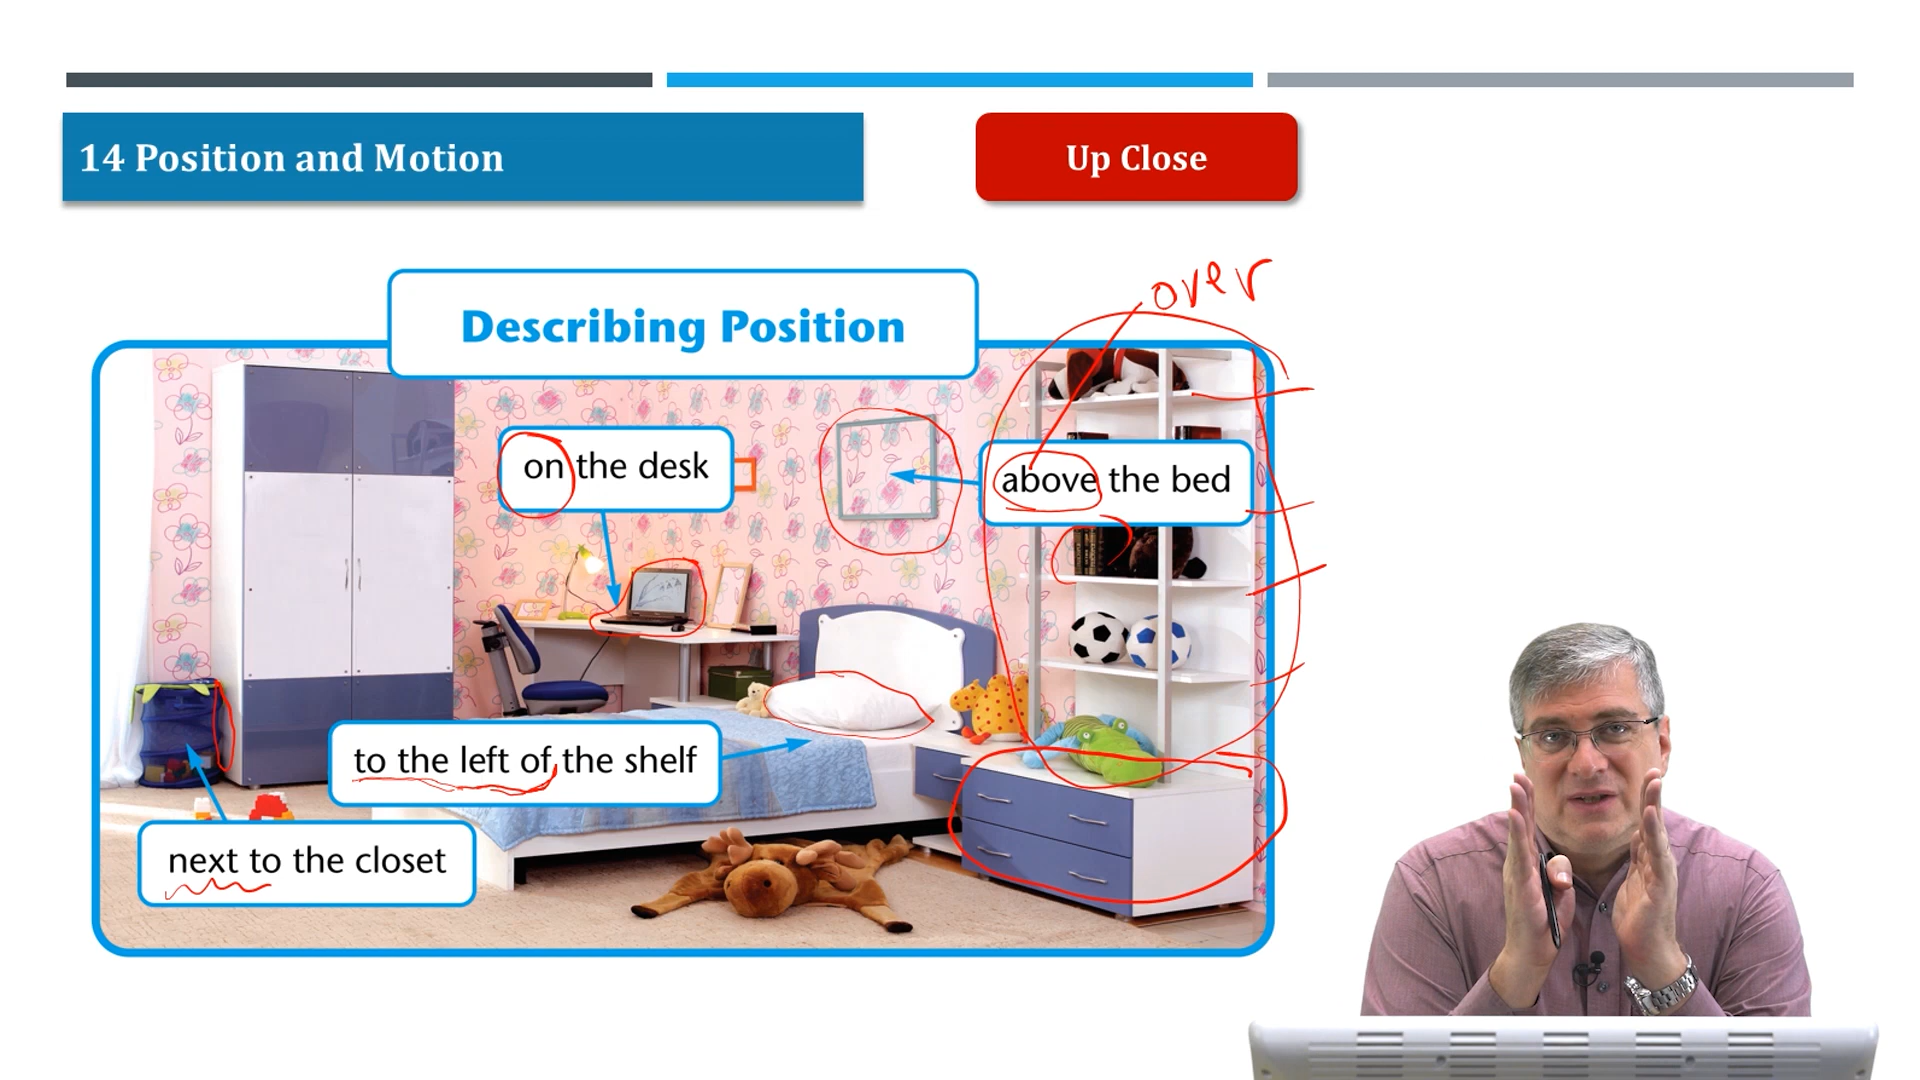 14 Position and Motion
Up Close
over
Describing Position
on the desk
above the bed
to the left of the shelf
next to the closet